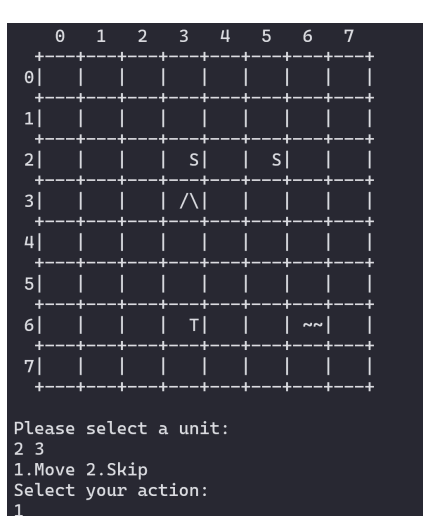 0   1   2   3   4   5   6   7
  +---+---+---+---+---+---+---+---+
 0|   |   |   |   |   |   |   |   |
  +---+---+---+---+---+---+---+---+
 1|   |   |   |   |   |   |   |   |
  +---+---+---+---+---+---+---+---+
 2|   |   |   |  S|   |  S|   |   |
  +---+---+---+---+---+---+---+---+
 3|   |   |   | /\|   |   |   |   |
  +---+---+---+---+---+---+---+---+
 4|   |   |   |   |   |   |   |   |
  +---+---+---+---+---+---+---+---+
 5|   |   |   |   |   |   |   |   |
  +---+---+---+---+---+---+---+---+
 6|   |   |   |  T|   |   | ~~|   |
  +---+---+---+---+---+---+---+---+
 7|   |   |   |   |   |   |   |   |
  +---+---+---+---+---+---+---+---+
Please select a unit:
2 3
1.Move 2.Skip
Select your action:
1